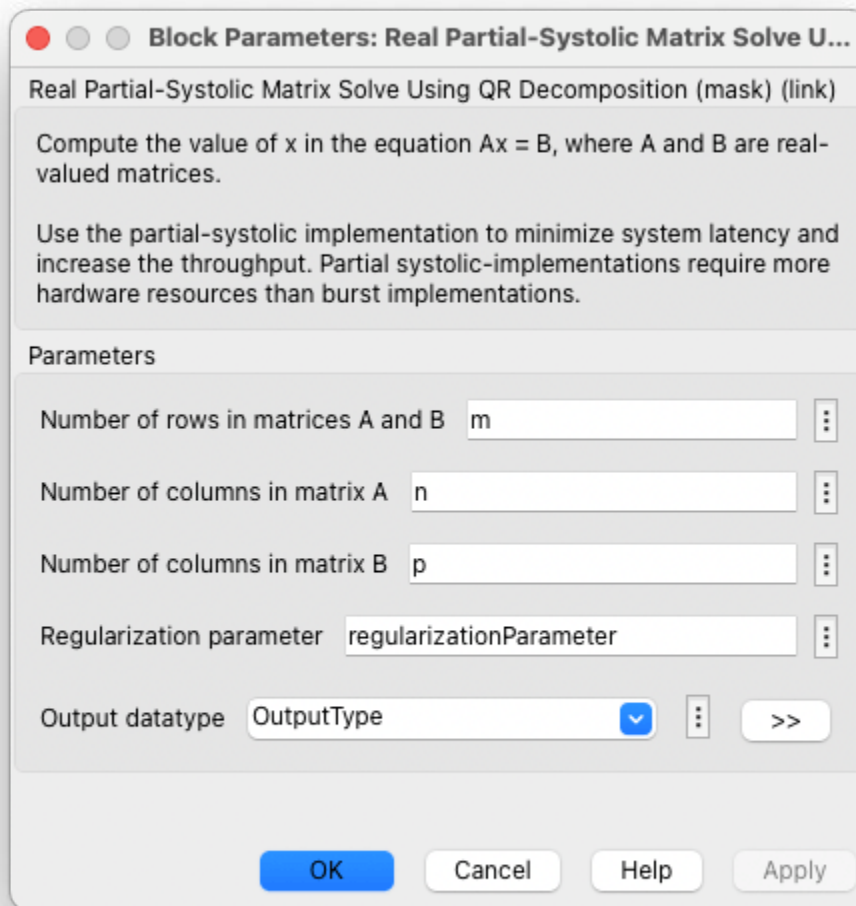 Block Parameters: Real Partial-Systolic Matrix Solve U...
Real Partial-Systolic Matrix Solve Using QR Decomposition (mask) (link)
Compute the value of x in the equation Ax = B, where A and B are real-
valued matrices.
Use the partial-systolic implementation to minimize system latency and
increase the throughput. Partial systolic-implementations require more
hardware resources than burst implementations.
Parameters
Number of rows in matrices A and B m
Number of columns in matrix A n
Number of columns in matrix B p
Regularization parameter regularizationParameter
Output datatype OutputType >>
OK Cancel Help Apply